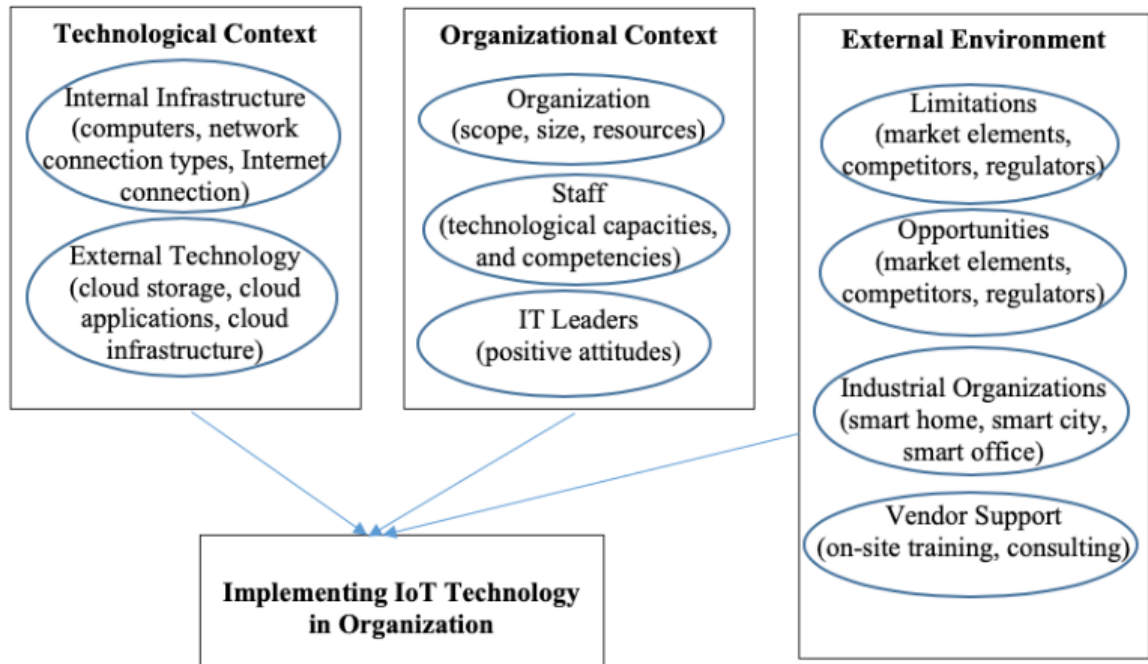 Technological Context
Internal Infrastructure
(computers, network
connection types, Internet
connection)
External Technology
(cloud storage, cloud
applications, cloud
infrastructure)
Organizational Context
Organization
(scope, size, resources)
Staff
(technological capacities,
and competencies)
IT Leaders
(positive attitudes)
External Environment
Limitations
(market elements,
competitors, regulators)
Opportunities
(market elements,
competitors, regulators)
Industrial Organizations
(smart home, smart city,
smart office)
Vendor Support
(on-site training, consulting)
Implementing IoT Technology
in Organization